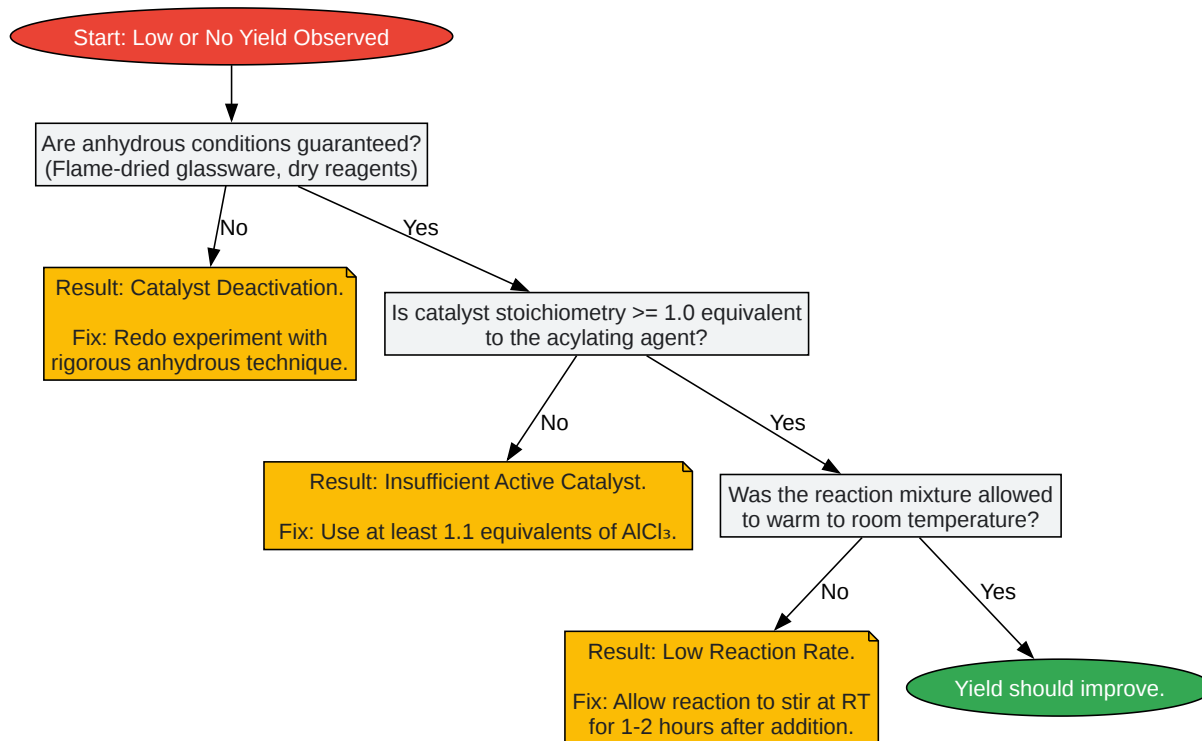 Start: Low or No Yield Observed
Are anhydrous conditions guaranteed?
(Flame-dried glassware, dry reagents)
No
Yes
Result: Catalyst Deactivation.
Fix: Redo experiment with
rigorous anhydrous technique.
Is catalyst stoichiometry >= 1.0 equivalent
to the acylating agent?
No
Yes
Result: Insufficient Active Catalyst.
Fix: Use at least 1.1 equivalents of AlCl₃.
Was the reaction mixture allowed
to warm to room temperature?
No
Yes
Result: Low Reaction Rate.
Fix: Allow reaction to stir at RT
for 1-2 hours after addition.
Yield should improve.